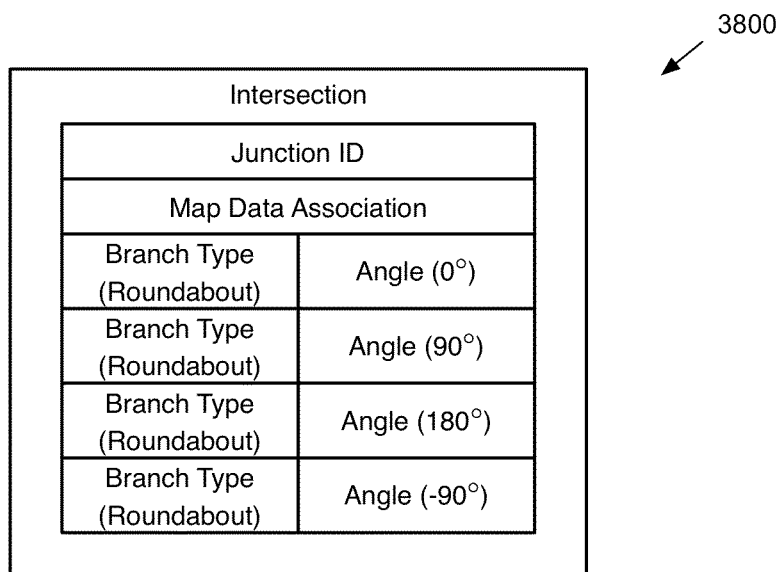 3800
Intersection
Junction ID
Map Data Association
Branch Type
(Roundabout)
Angle (0°)
Branch Type
(Roundabout)
Angle (90°)
Branch Type
(Roundabout)
Angle (180°)
Branch Type
(Roundabout)
Angle (-90°)